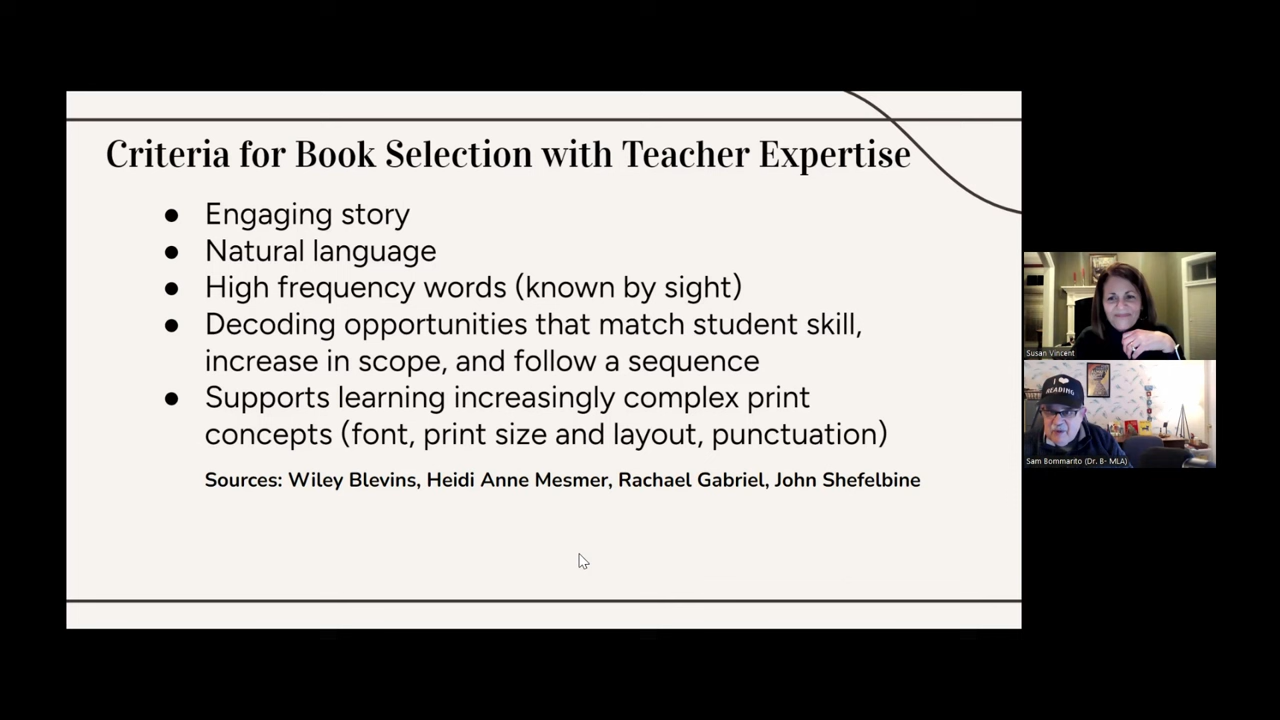 Criteria for Book Selection with Teacher Expertise
● Engaging story
● Natural language
● High frequency words (known by sight)
● Decoding opportunities that match student skill,
increase in scope, and follow a sequence
● Supports learning increasingly complex print
concepts (font, print size and layout, punctuation)
Sources: Wiley Blevins, Heidi Anne Mesmer, Rachael Gabriel, John Shefelbine
Susan Vincent
I ❤
READING
Sam Bommarito (Dr. B- MLA)